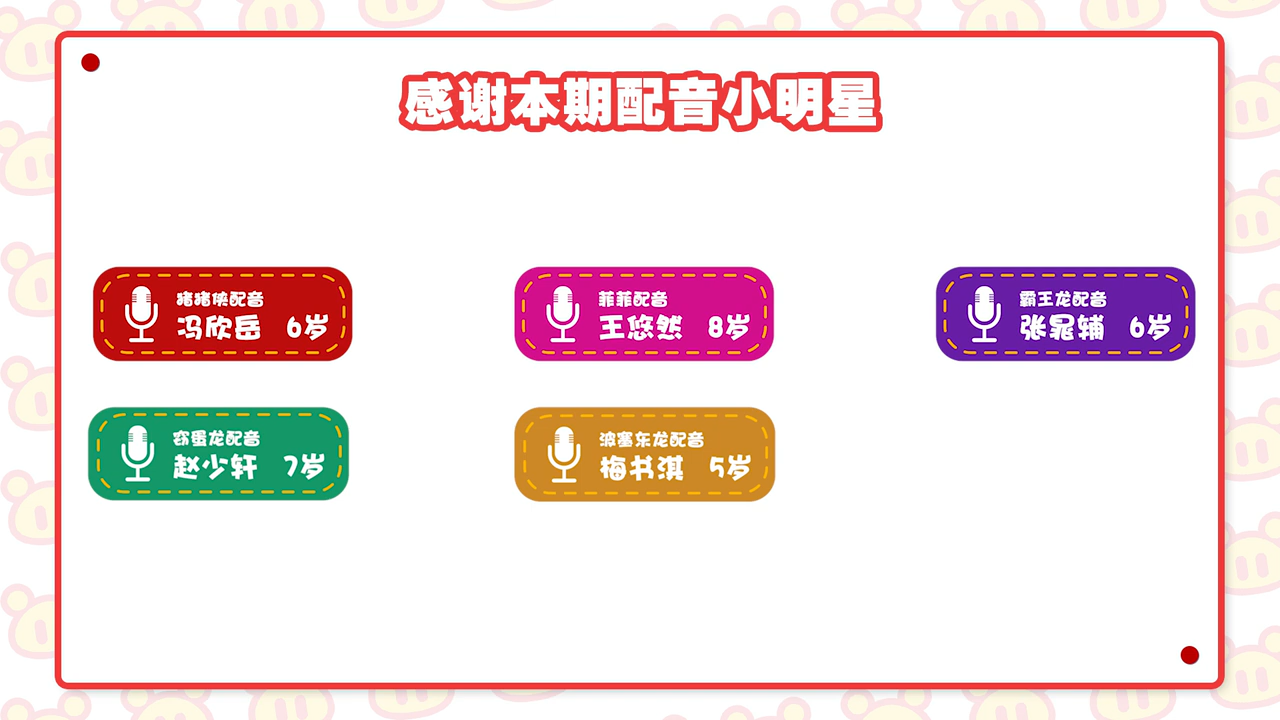 感谢本期配音小明星
猪猪侠配音
冯欣岳 6岁
菲菲配音
王悠然 8岁
霸王龙配音
张晁辅 6岁
窃蛋龙配音
赵少轩 7岁
波塞东龙配音
梅书淇 5岁